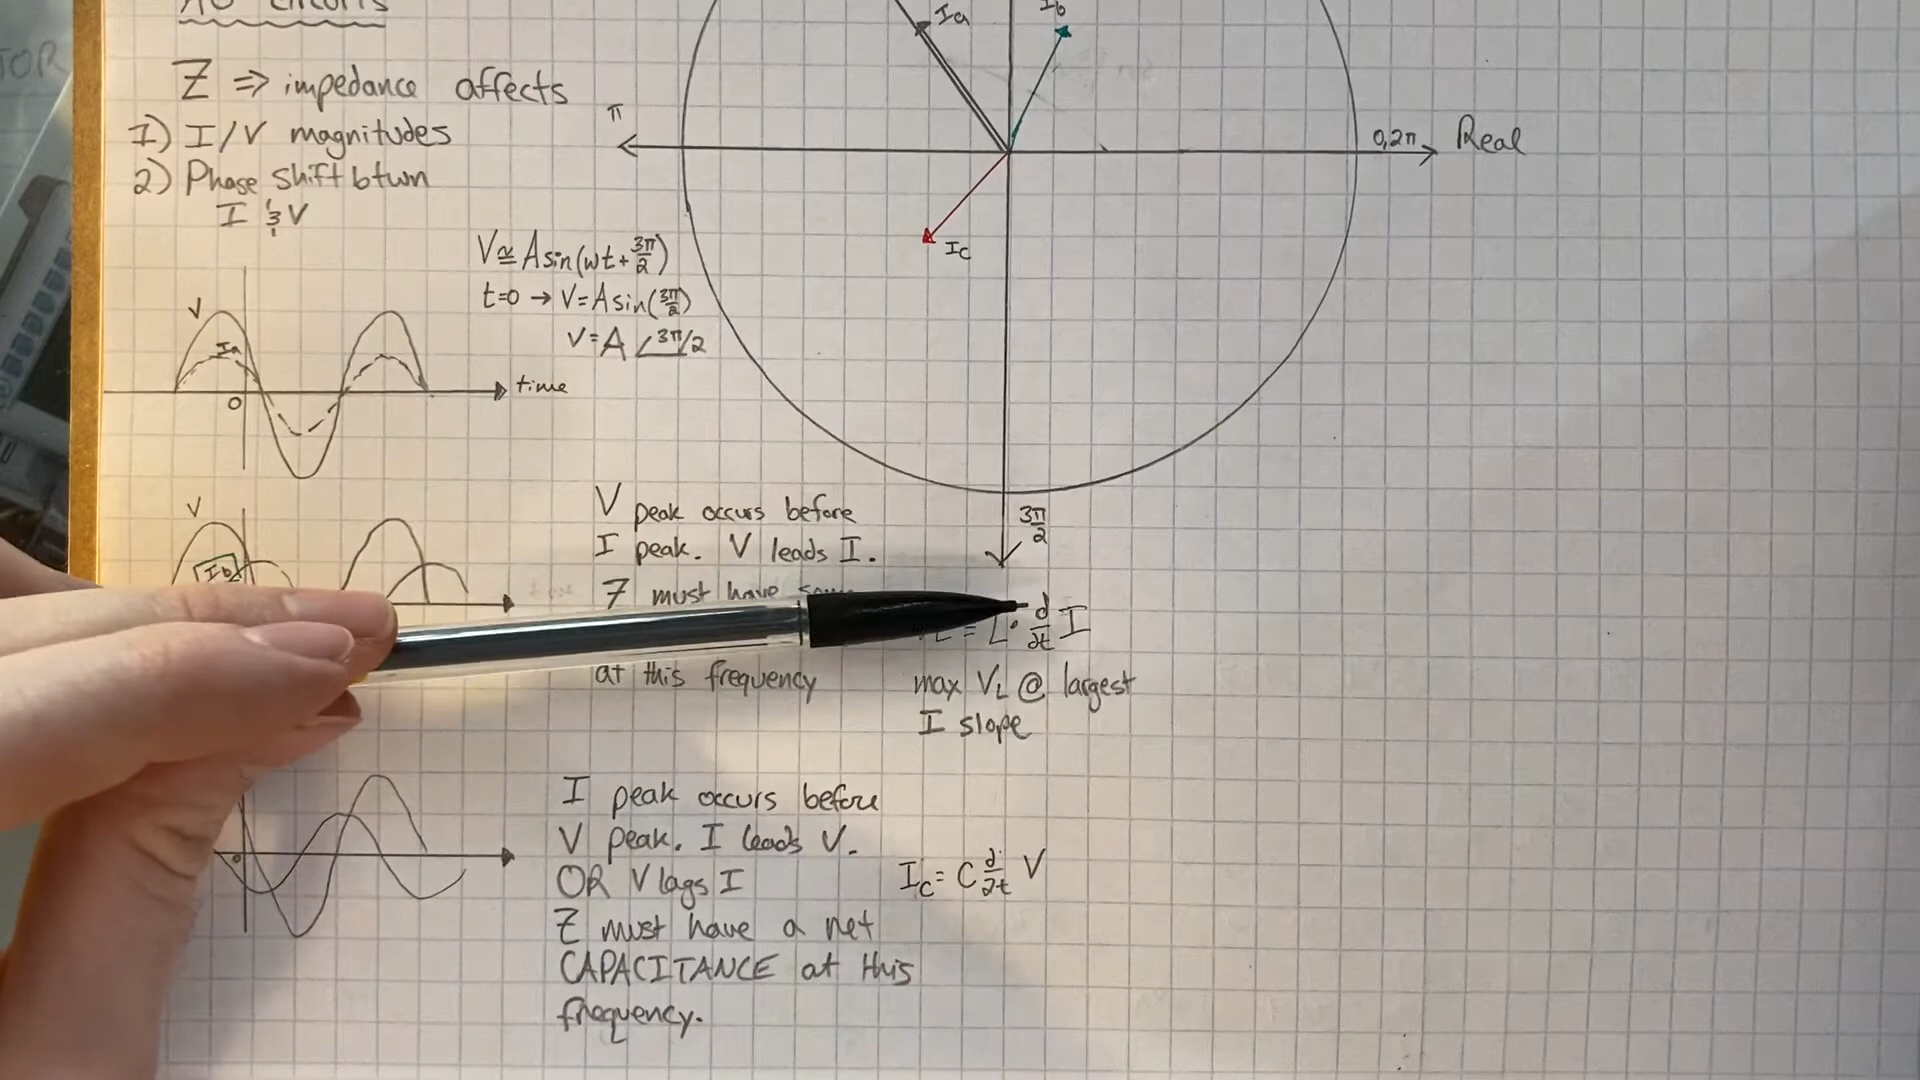 AC circuits
Z ⇒ impedance affects
1) I/V magnitudes
2) Phase shift btwn
I & V
V≅Asin(wt+3π/2)
t=0 → V=Asin(3π/2)
V=A ∠3π/2
V
Ia
0
time
Ia
Ib
π
0,2π
Real
Ic
3π/2
V
Ib
V peak occurs before
I peak. V leads I.
Z must have
at this frequency
= L· d/dt I
max VL @ largest
I slope
I peak occurs before
V peak. I leads V.
OR V lags I
Z must have a net
CAPACITANCE at this
frequency.
Ic = C d/dt V